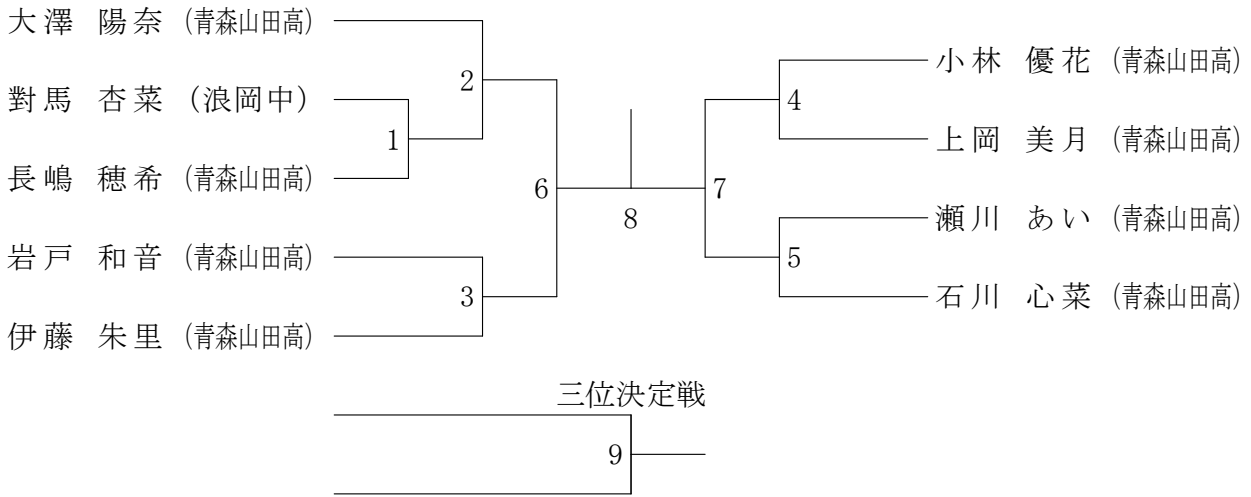 大澤 陽奈 (青森山田高)
對馬 杏菜 (浪岡中)
長嶋 穂希 (青森山田高)
岩戸 和音 (青森山田高)
伊藤 朱里 (青森山田高)
1
2
3
6
8
7
4
5
小林 優花 (青森山田高)
上岡 美月 (青森山田高)
瀬川 あい (青森山田高)
石川 心菜 (青森山田高)
三位決定戦
9